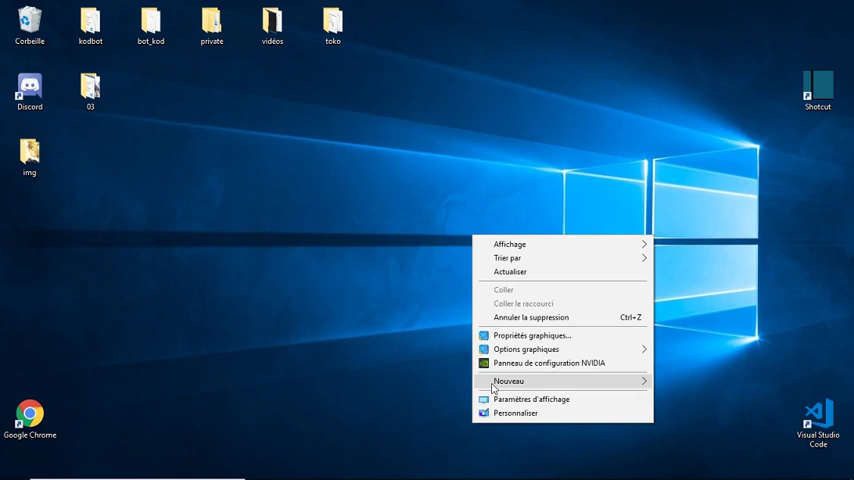 Corbeille
kodbot
bot_kod
private
vidéos
toko
Discord
03
Shotcut
img
Affichage
Trier par
Actualiser
Coller
Coller le raccourci
Annuler la suppression Ctrl+Z
Propriétés graphiques...
Options graphiques
Panneau de configuration NVIDIA
Nouveau
Paramètres d'affichage
Personnaliser
Google Chrome
Visual Studio
Code